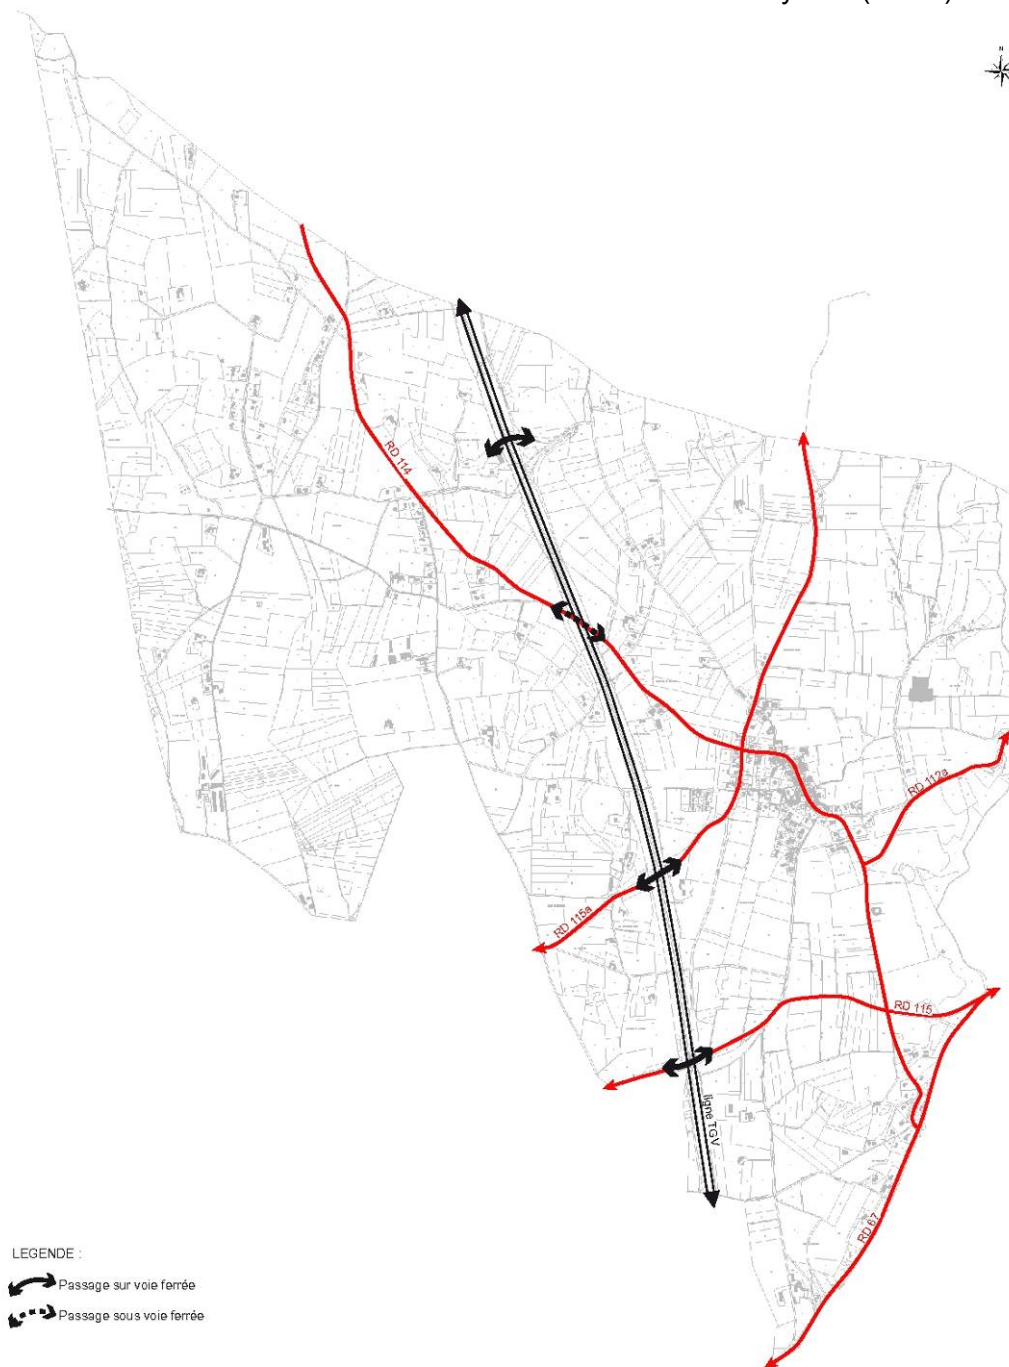 N
RD 114
RD 112a
RD 115a
RD 115
ligne TGV
RD 67
LEGENDE :
Passage sur voie ferrée
Passage sous voie ferrée